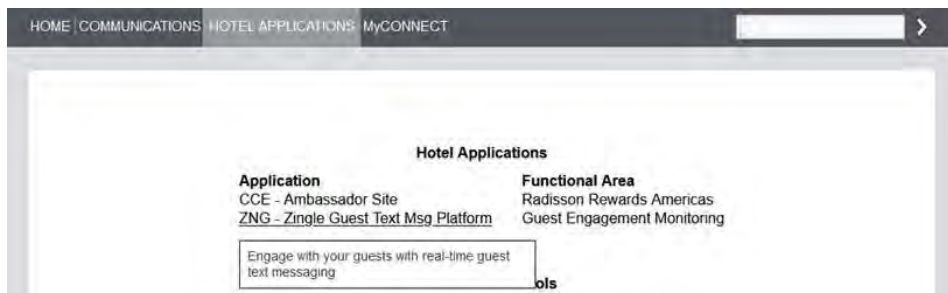 HOME COMMUNICATIONS HOTEL APPLICATIONS MyCONNECT
Hotel Applications
Application Functional Area
CCE - Ambassador Site Radisson Rewards Americas
ZNG - Zingle Guest Text Msg Platform Guest Engagement Monitoring
Engage with your guests with real-time guest
text messaging
ols